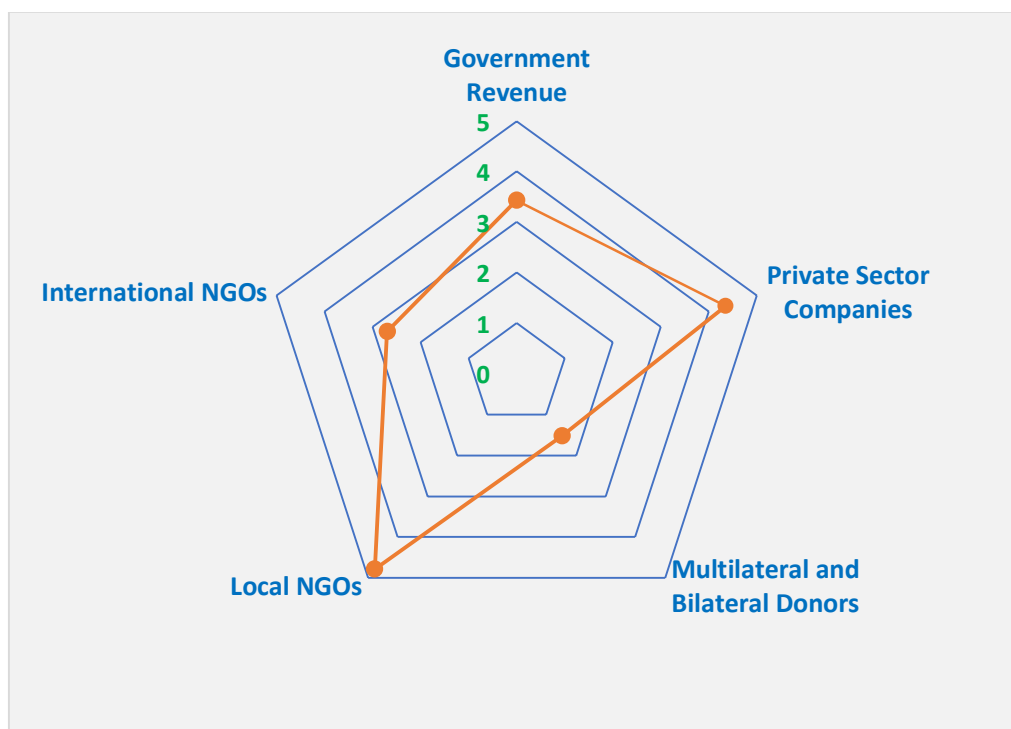 Government
Revenue
5
4
3
2
1
0
Private Sector
Companies
International NGOs
Local NGOs
Multilateral and
Bilateral Donors